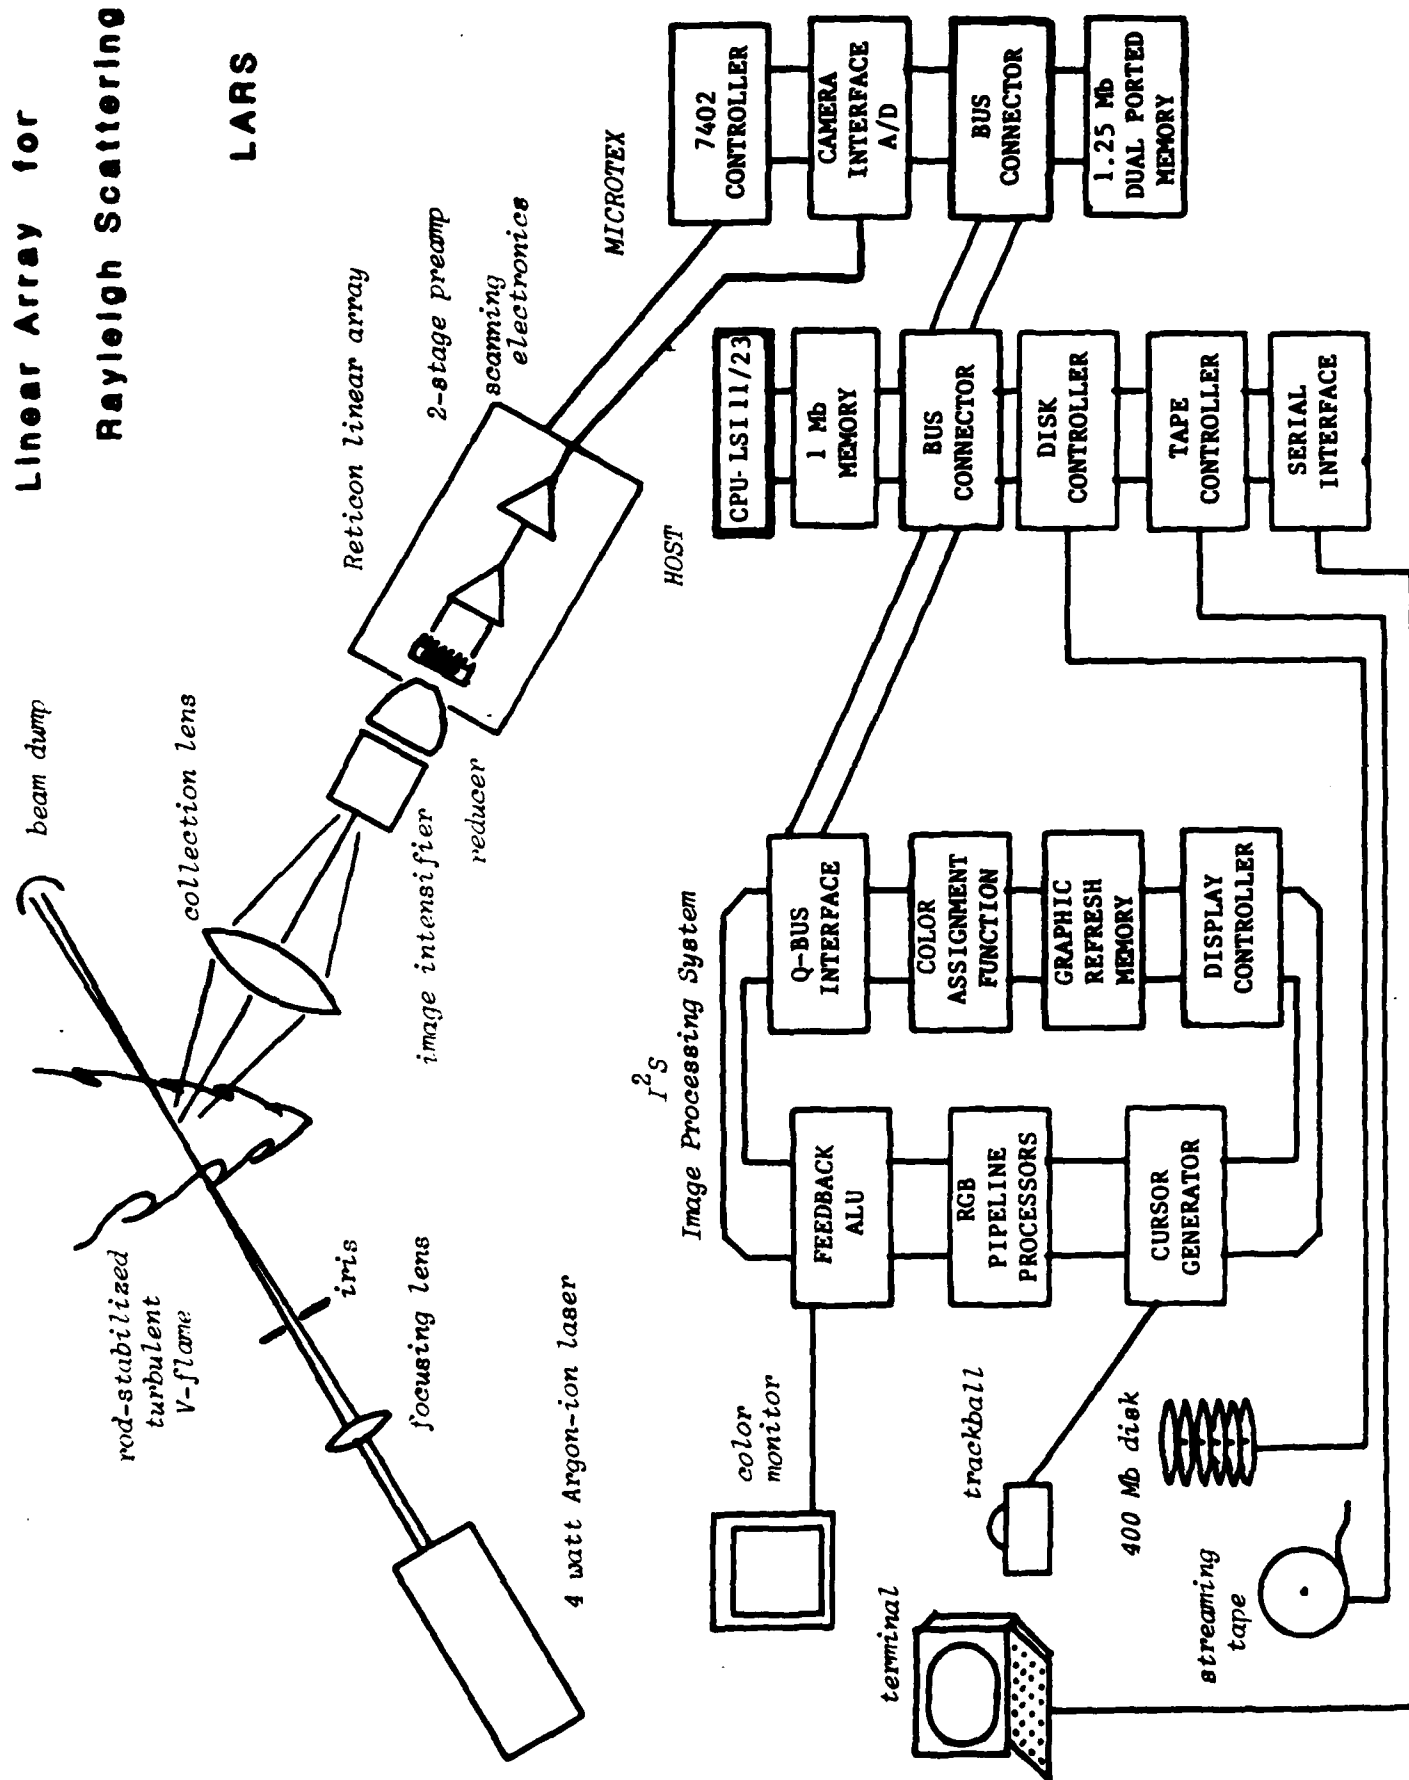 Linear Array for
Rayleigh Scattering
LARS
beam dump
collection lens
rod-stabilized
turbulent
V-flame
iris
focusing lens
4 watt Argon-ion laser
image intensifier
reducer
Reticon linear array
2-stage preamp
scanning
electronics
MICROTEX
7402
CONTROLLER
CAMERA
INTERFACE
A/D
BUS
CONNECTOR
1.25 Mb
DUAL PORTED
MEMORY
HOST
CPU-LSI 11/23
1 Mb
MEMORY
BUS
CONNECTOR
DISK
CONTROLLER
TAPE
CONTROLLER
SERIAL
INTERFACE
I²S
Image Processing System
Q-BUS
INTERFACE
COLOR
ASSIGNMENT
FUNCTION
GRAPHIC
REFRESH
MEMORY
DISPLAY
CONTROLLER
FEEDBACK
ALU
RGB
PIPELINE
PROCESSORS
CURSOR
GENERATOR
color
monitor
trackball
400 Mb disk
terminal
streaming
tape